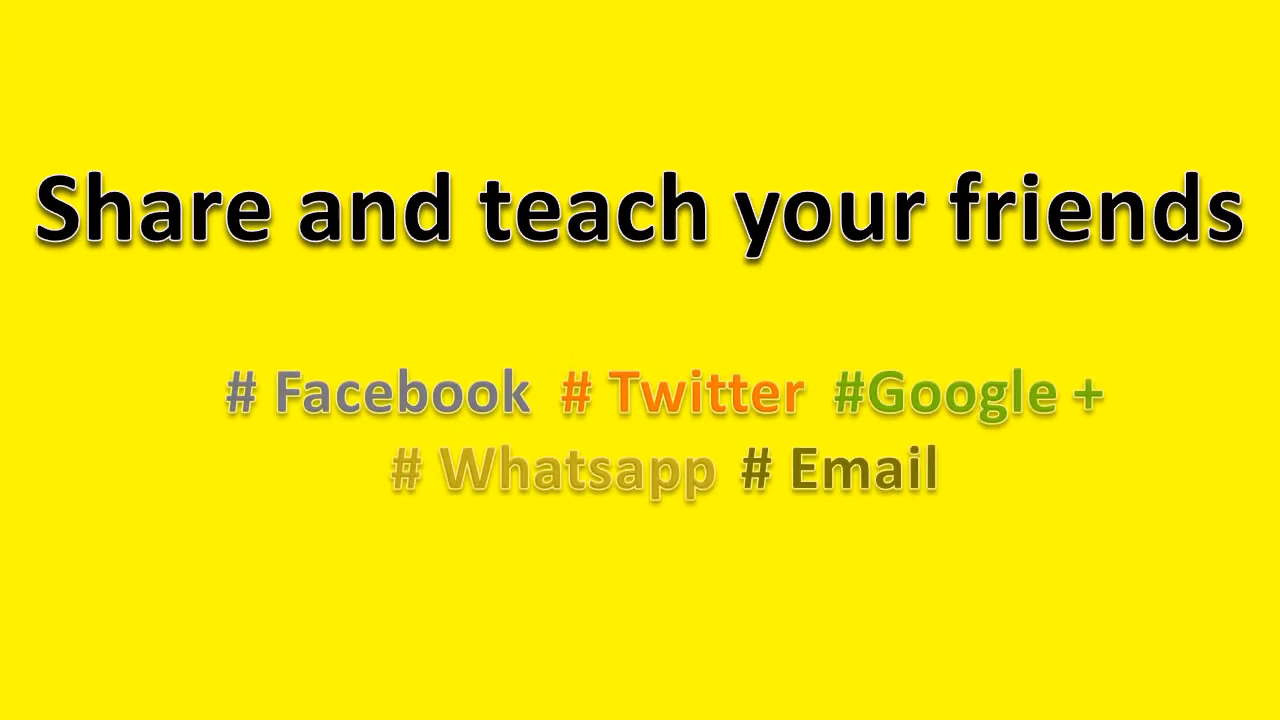 Share and teach your friends
# Facebook # Twitter #Google +
# Whatsapp # Email